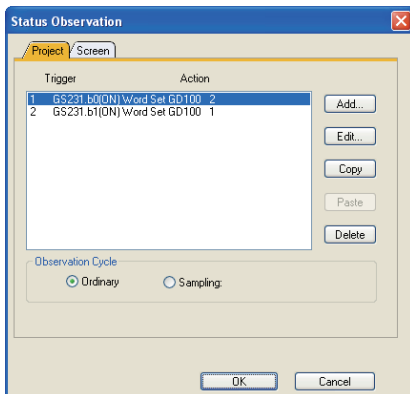 Status Observation
Project Screen
Trigger Action
1 GS231.b0(ON) Word Set GD100 2
2 GS231.b1(ON) Word Set GD100 1
Add...
Edit...
Copy
Paste
Delete
Observation Cycle
Ordinary Sampling:
OK Cancel